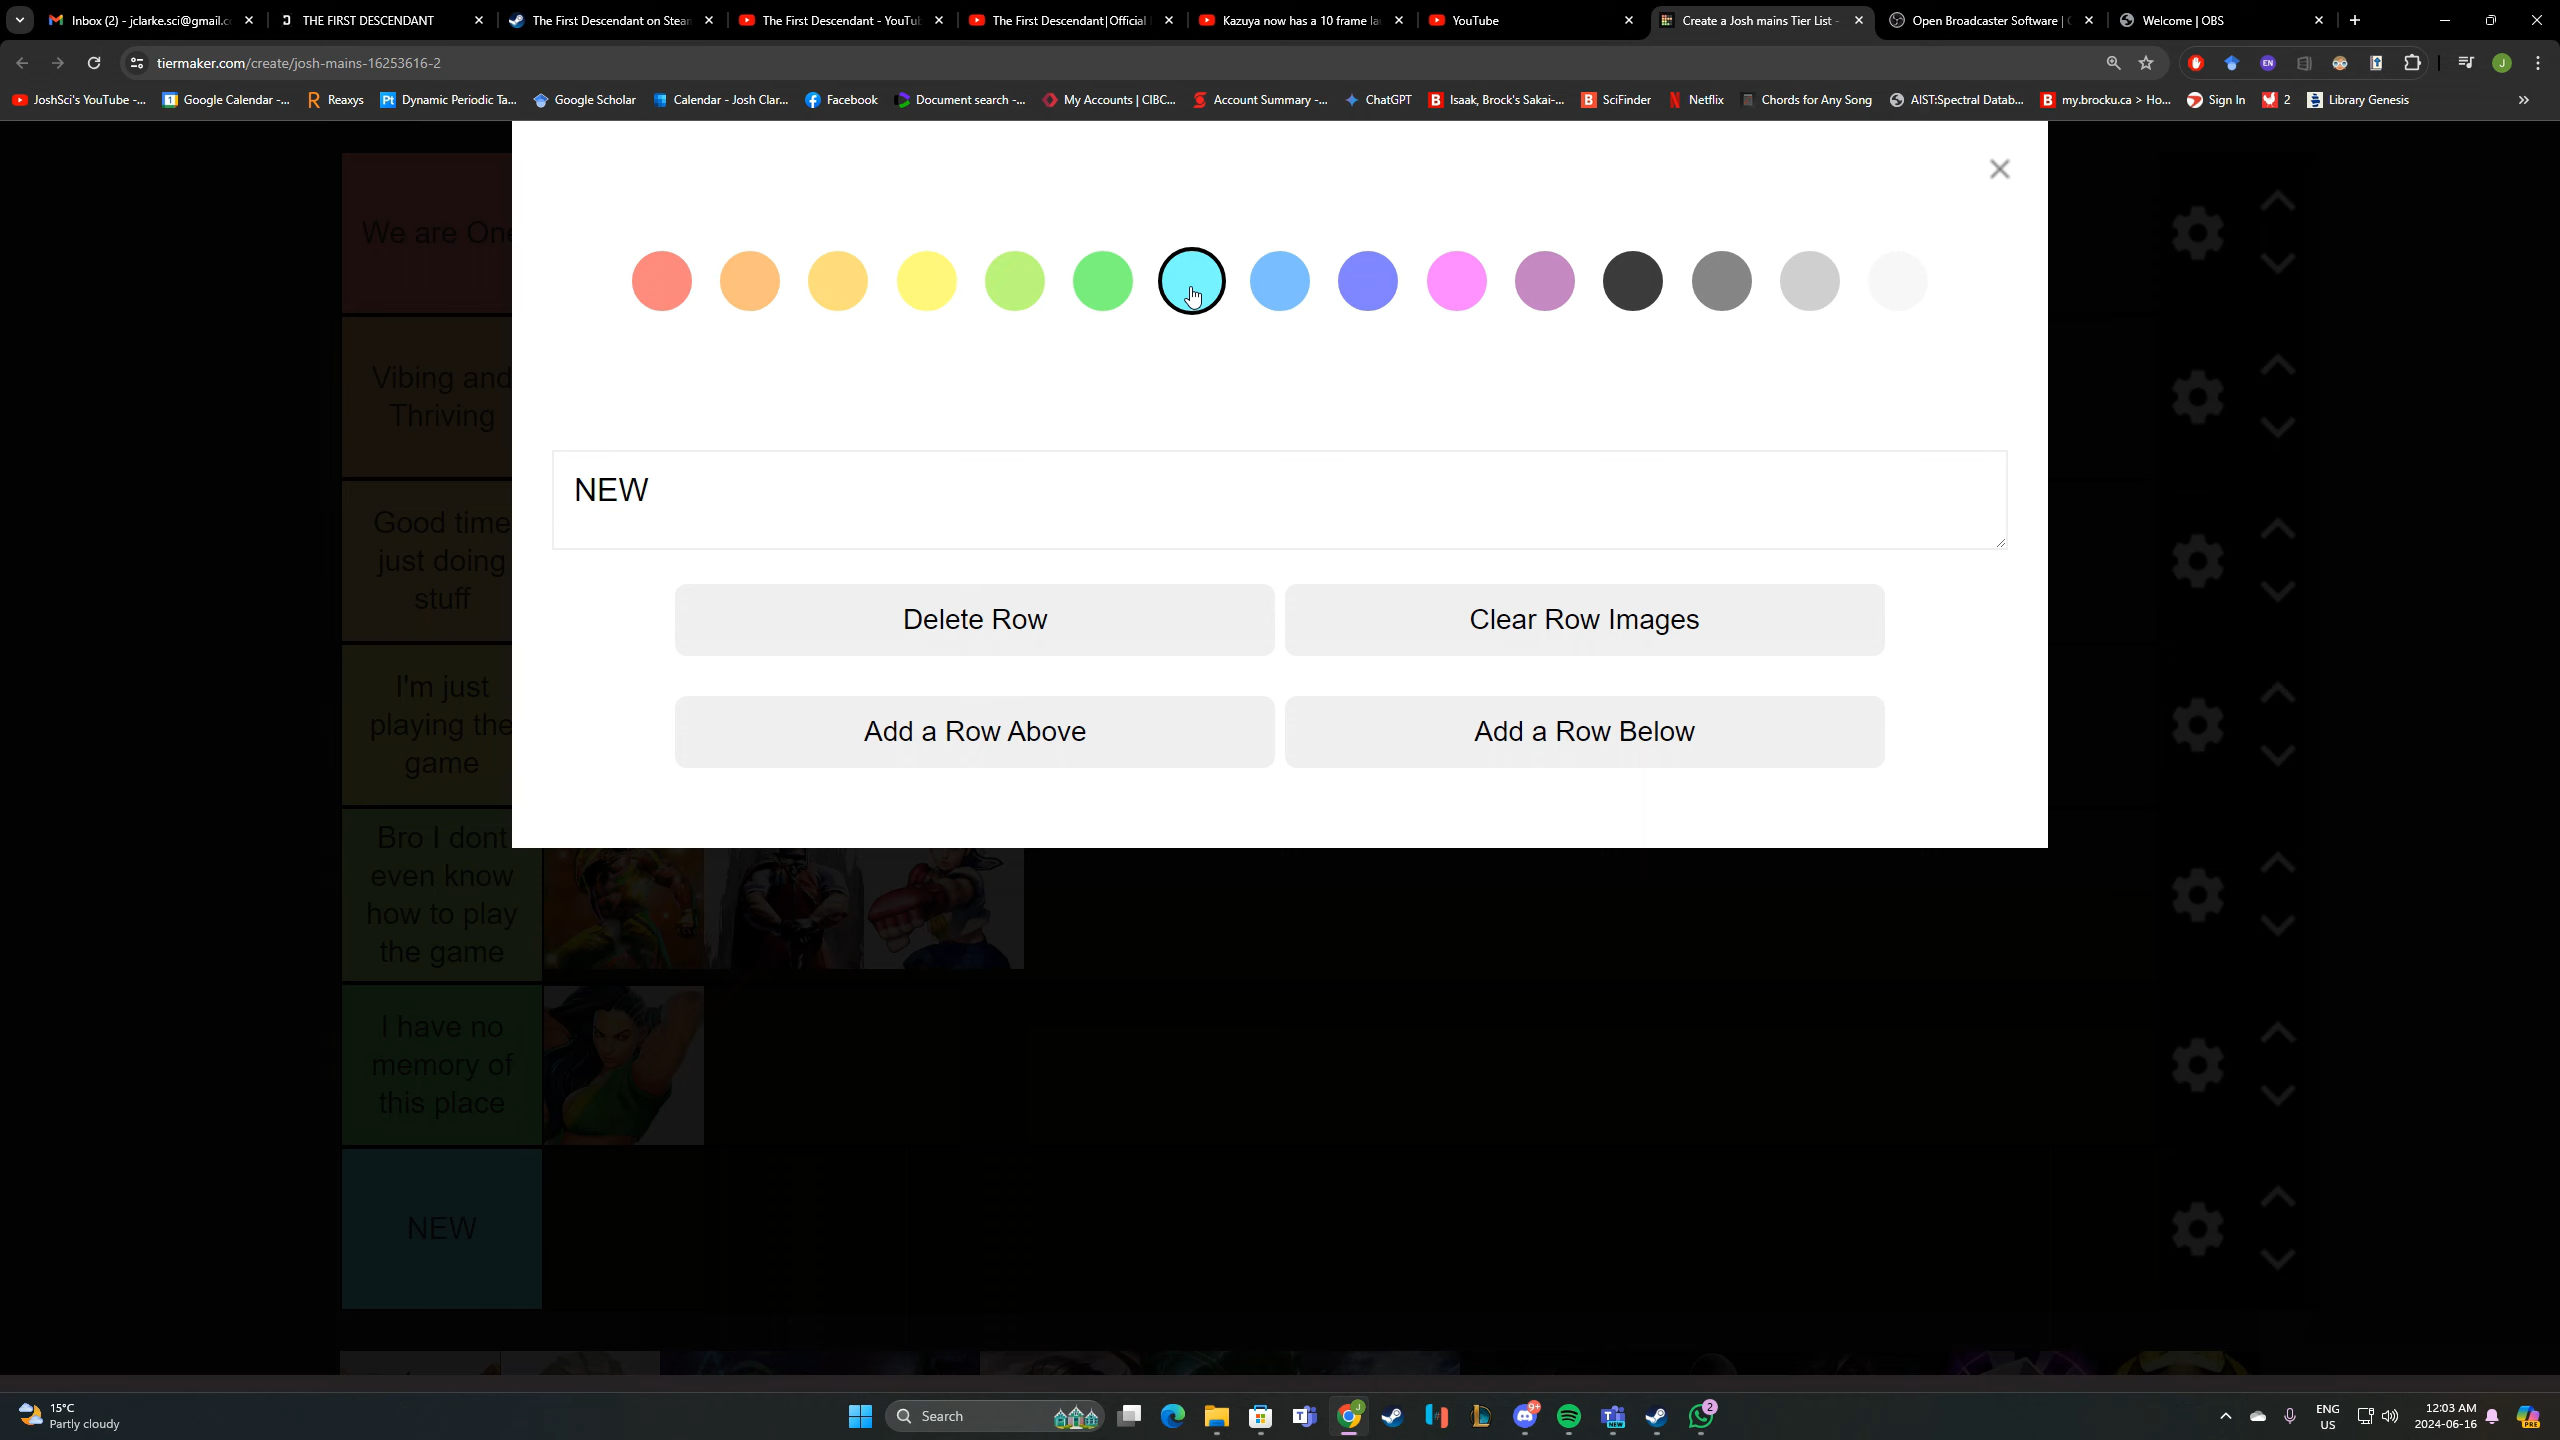 Inbox (2) - jclarke.sci@gmail.c
THE FIRST DESCENDANT
The First Descendant on Stea
The First Descendant - YouTu
The First Descendant|Official
Kazuya now has a 10 frame la
YouTube
Create a Josh mains Tier List -
Open Broadcaster Software |
Welcome | OBS
tiermaker.com/create/josh-mains-16253616-2
JoshSci's YouTube -...
Google Calendar -...
Reaxys
Dynamic Periodic Ta...
Google Scholar
Calendar - Josh Clar...
Facebook
Document search -...
My Accounts | CIBC...
Account Summary -...
ChatGPT
Isaak, Brock's Sakai-...
SciFinder
Netflix
Chords for Any Song
AIST:Spectral Datab...
my.brocku.ca > Ho...
Sign In
2
Library Genesis
We are One
Vibing and
Thriving
Good time
just doing
stuff
I'm just
playing the
game
Bro I dont
even know
how to play
the game
I have no
memory of
this place
NEW
NEW
Delete Row
Clear Row Images
Add a Row Above
Add a Row Below
15°C
Partly cloudy
Search
9+
2
ENG
US
12:03 AM
2024-06-16